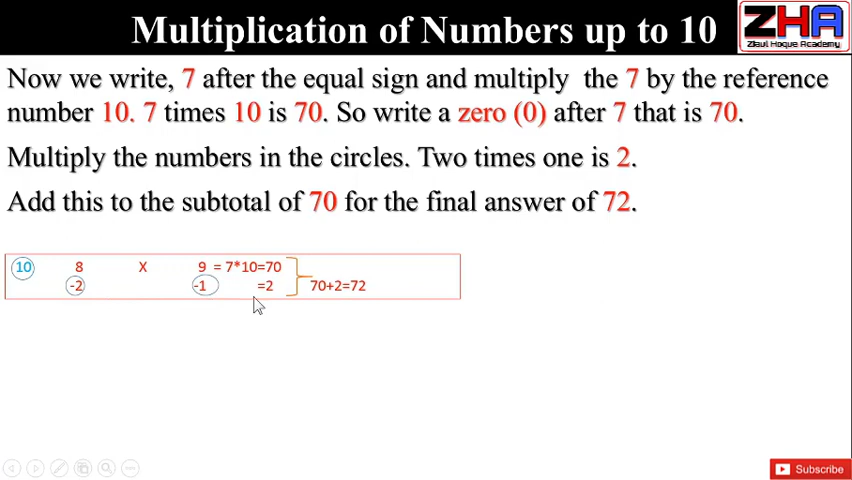 Multiplication of Numbers up to 10
ZHA
Ziaul Hoque Academy
Now we write, 7 after the equal sign and multiply the 7 by the reference
number 10. 7 times 10 is 70. So write a zero (0) after 7 that is 70.
Multiply the numbers in the circles. Two times one is 2.
Add this to the subtotal of 70 for the final answer of 72.
10 8 X 9 = 7*10=70
-2 -1 =2 70+2=72
Subscribe